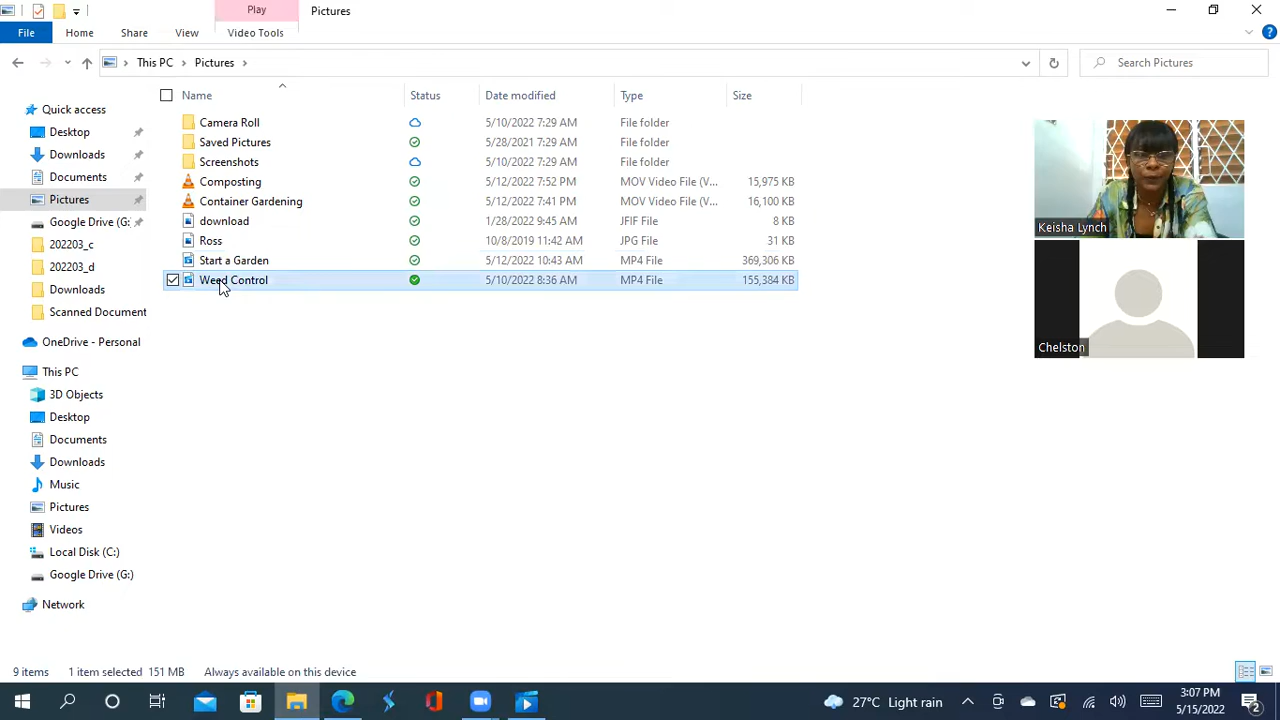 Play
Pictures
File
Home
Share
View
Video Tools
This PC
Pictures
Search Pictures
Name
Status
Date modified
Type
Size
Camera Roll
5/10/2022 7:29 AM
File folder
Saved Pictures
5/28/2021 7:29 AM
File folder
Screenshots
5/10/2022 7:29 AM
File folder
Composting
5/12/2022 7:52 PM
MOV Video File (V...
15,975 KB
Container Gardening
5/12/2022 7:41 PM
MOV Video File (V...
16,100 KB
download
1/28/2022 9:45 AM
JFIF File
8 KB
Ross
10/8/2019 11:42 AM
JPG File
31 KB
Start a Garden
5/12/2022 10:43 AM
MP4 File
369,306 KB
Weed Control
5/10/2022 8:36 AM
MP4 File
155,384 KB
Quick access
Desktop
Downloads
Documents
Pictures
Google Drive (G:
202203_c
202203_d
Downloads
Scanned Document
OneDrive - Personal
This PC
3D Objects
Desktop
Documents
Downloads
Music
Pictures
Videos
Local Disk (C:)
Google Drive (G:)
Network
Keisha Lynch
Chelston
9 items
1 item selected 151 MB
Always available on this device
27°C Light rain
3:07 PM
5/15/2022
2